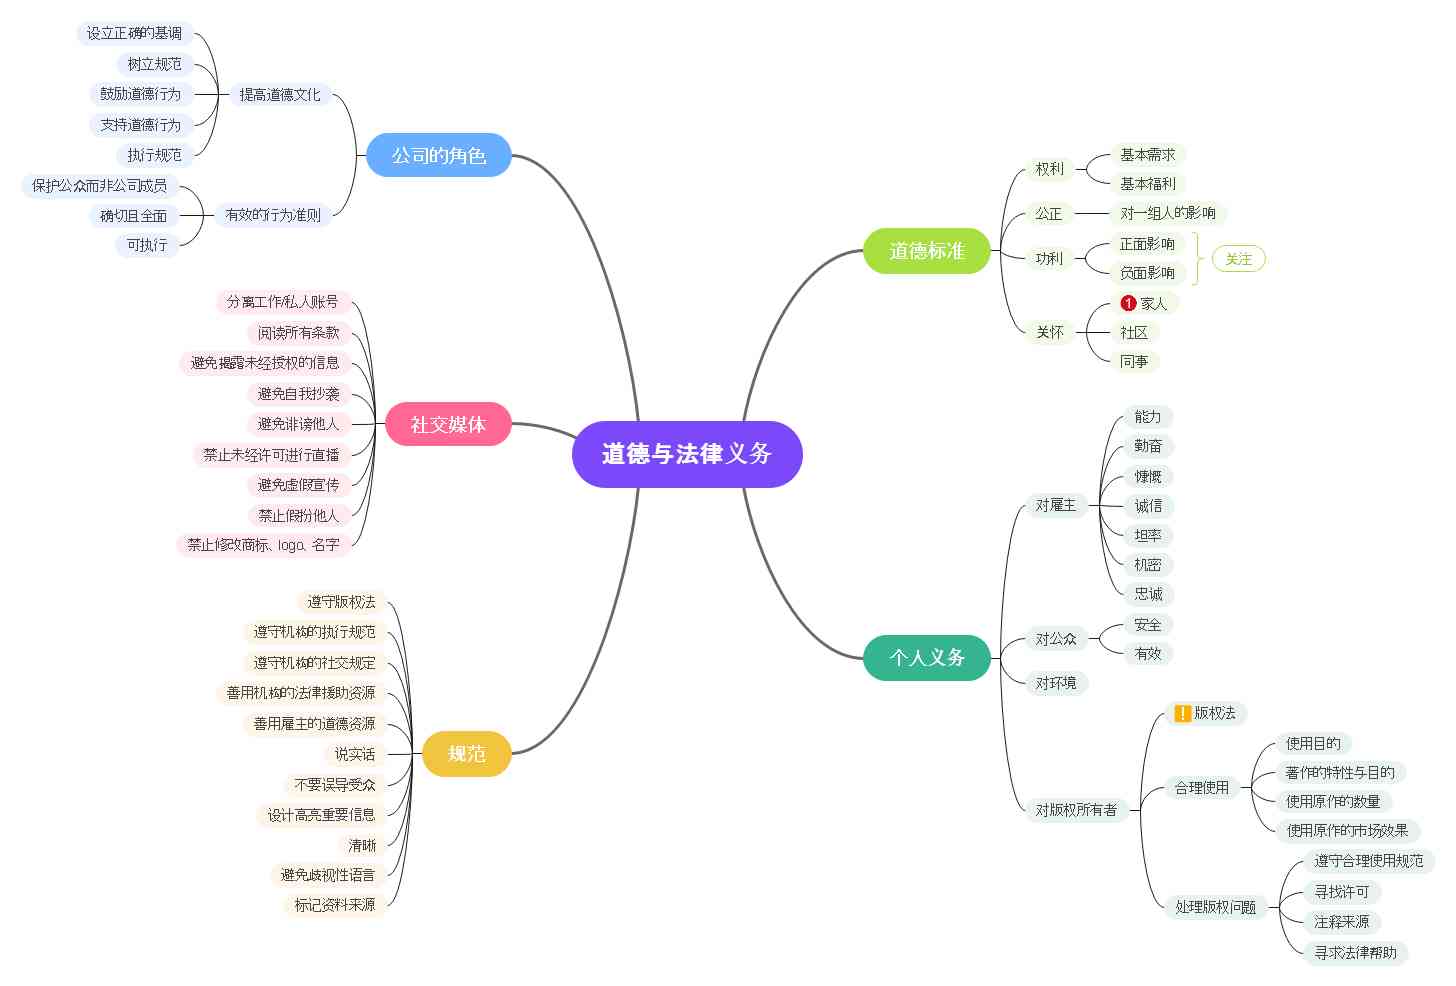 道德与法律义务
公司的角色
提高道德文化
设立正确的基调
树立规范
鼓励道德行为
支持道德行为
执行规范
有效的行为准则
保护公众而非公司成员
确切且全面
可执行
社交媒体
分离工作/私人账号
阅读所有条款
避免揭露未经授权的信息
避免自我抄袭
避免诽谤他人
禁止未经许可进行直播
避免虚假宣传
禁止假扮他人
禁止修改商标、logo、名字
规范
遵守版权法
遵守机构的执行规范
遵守机构的社交规定
善用机构的法律援助资源
善用雇主的道德资源
说实话
不要误导受众
设计高亮重要信息
清晰
避免歧视性语言
标记资料来源
道德标准
权利
基本需求
基本福利
公正
对一组人的影响
功利
正面影响
负面影响
关注
关怀
1 家人
社区
同事
个人义务
对雇主
能力
勤奋
慷慨
诚信
坦率
机密
忠诚
对公众
安全
有效
对环境
对版权所有者
! 版权法
合理使用
使用目的
著作的特性与目的
使用原作的数量
使用原作的市场效果
处理版权问题
遵守合理使用规范
寻找许可
注释来源
寻求法律帮助